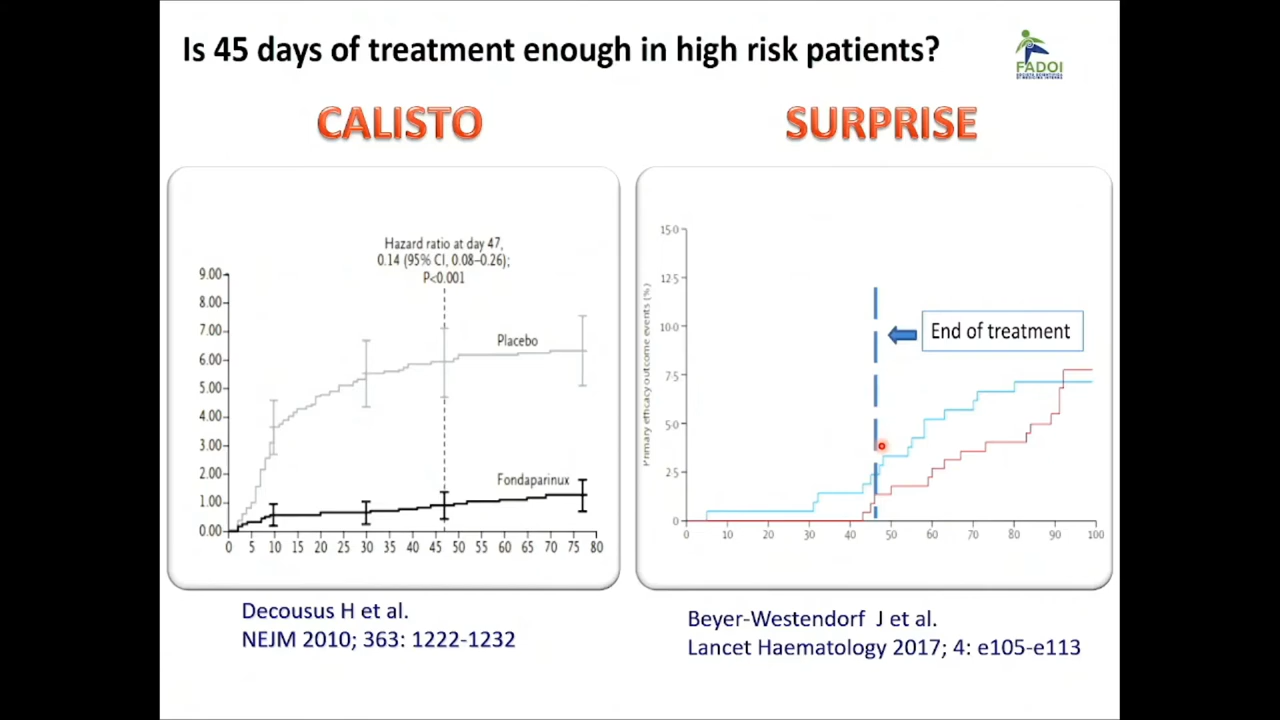 Is 45 days of treatment enough in high risk patients?
FADOI
CALISTO
SURPRISE
Hazard ratio at day 47,
0.14 (95% CI, 0.08–0.26);
P<0.001
9.00
8.00
7.00
6.00
5.00
4.00
3.00
2.00
1.00
0.00
Placebo
Fondaparinux
0 5 10 15 20 25 30 35 40 45 50 55 60 65 70 75 80
Primary efficacy outcome events (%)
15·0
12·5
10·0
7·5
5·0
2·5
0
End of treatment
0 10 20 30 40 50 60 70 80 90 100
Decousus H et al.
NEJM 2010; 363: 1222-1232
Beyer-Westendorf J et al.
Lancet Haematology 2017; 4: e105-e113